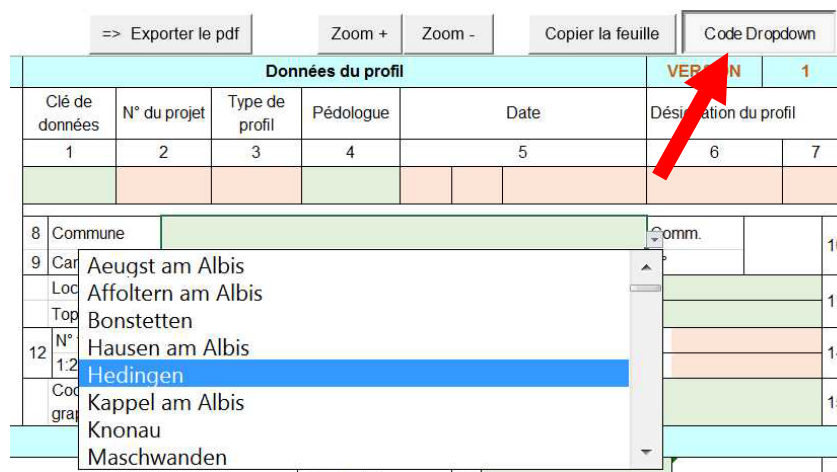 => Exporter le pdf Zoom + Zoom - Copier la feuille Code Dropdown
Données du profil VERSION 1
Clé de données N° du projet Type de profil Pédologue Date Désignation du profil
1 2 3 4 5 6 7
8 Commune Comm.
9
Aeugst am Albis
Affoltern am Albis
Bonstetten
12 N°
Hausen am Albis
Hedingen
Kappel am Albis
Knonau
Maschwanden